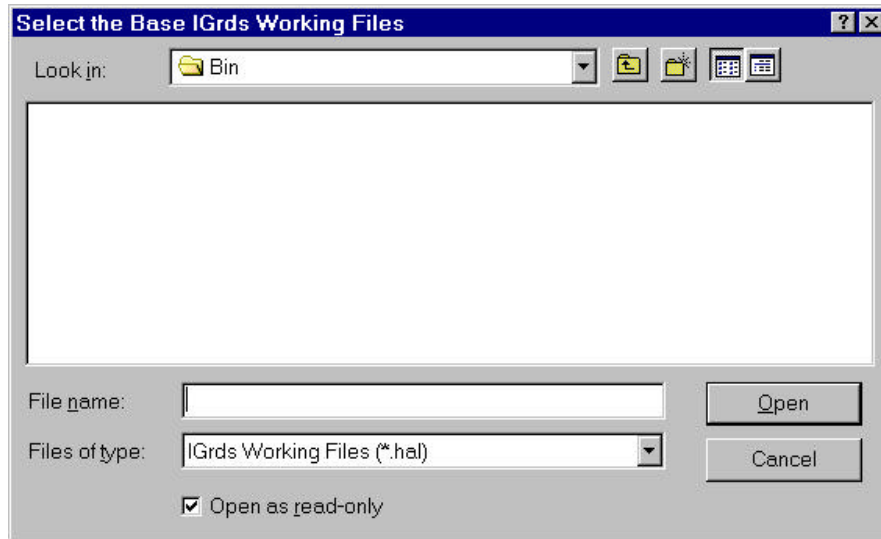 Select the Base IGrds Working Files
Look in:
Bin
File name:
Open
Files of type:
IGrds Working Files (*.hal)
Cancel
Open as read-only